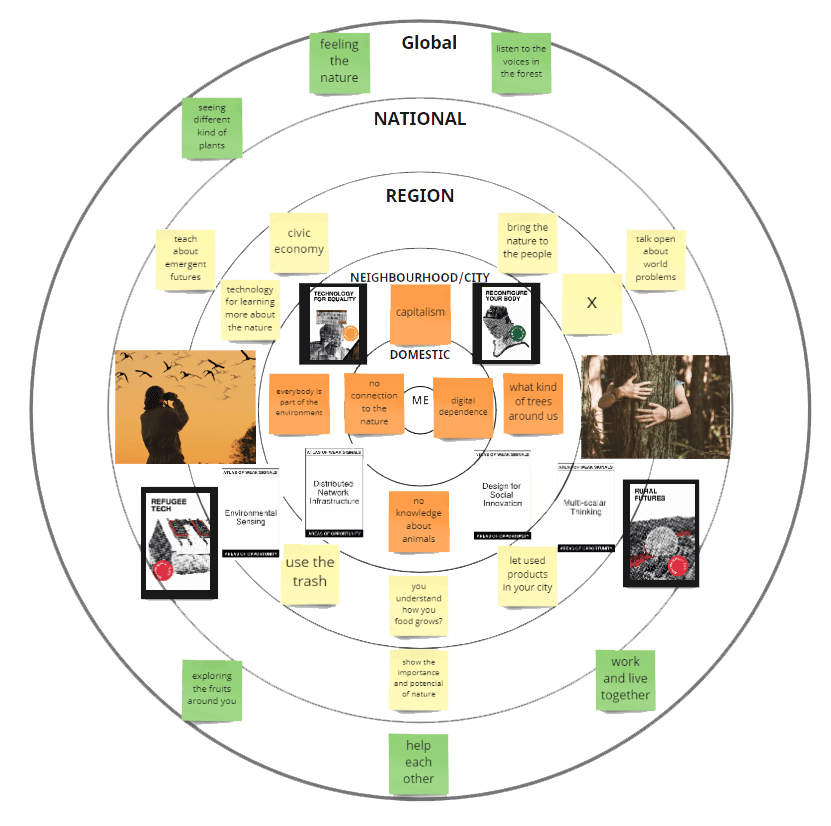 Global
feeling
the
nature
listen to the
voices in
the forest
seeing
different
kind of
plants
NATIONAL
REGION
teach
about
emergent
futures
civic
economy
bring the
nature to
the people
talk open
about
world
problems
NEIGHBOURHOOD/CITY
technology
for learning
more about
the nature
TECHNOLOGY
FOR EQUALITY
capitalism
RECONFIGURE
YOUR BODY
X
DOMESTIC
everybody is
part of the
environment
no
connection
to the
nature
ME
digital
dependence
what kind
of trees
around us
ATLAS OF WEAK SIGNALS
Distributed
Network
Infrastructure
AREAS OF OPPORTUNITY
ATLAS OF WEAK SIGNALS
Design for
Social
Innovation
AREAS OF OPPORTUNITY
REFUGEE
TECH
ATLAS OF WEAK SIGNALS
Environmental
Sensing
AREAS OF OPPORTUNITY
no
knowledge
about
animals
ATLAS OF WEAK SIGNALS
Multi-scalar
Thinking
AREAS OF OPPORTUNITY
RURAL
FUTURES
use the
trash
let used
products
in your city
you
understand
how you
food grows?
show the
importance
and potencial
of nature
exploring
the fruits
around you
work
and live
together
help
each
other